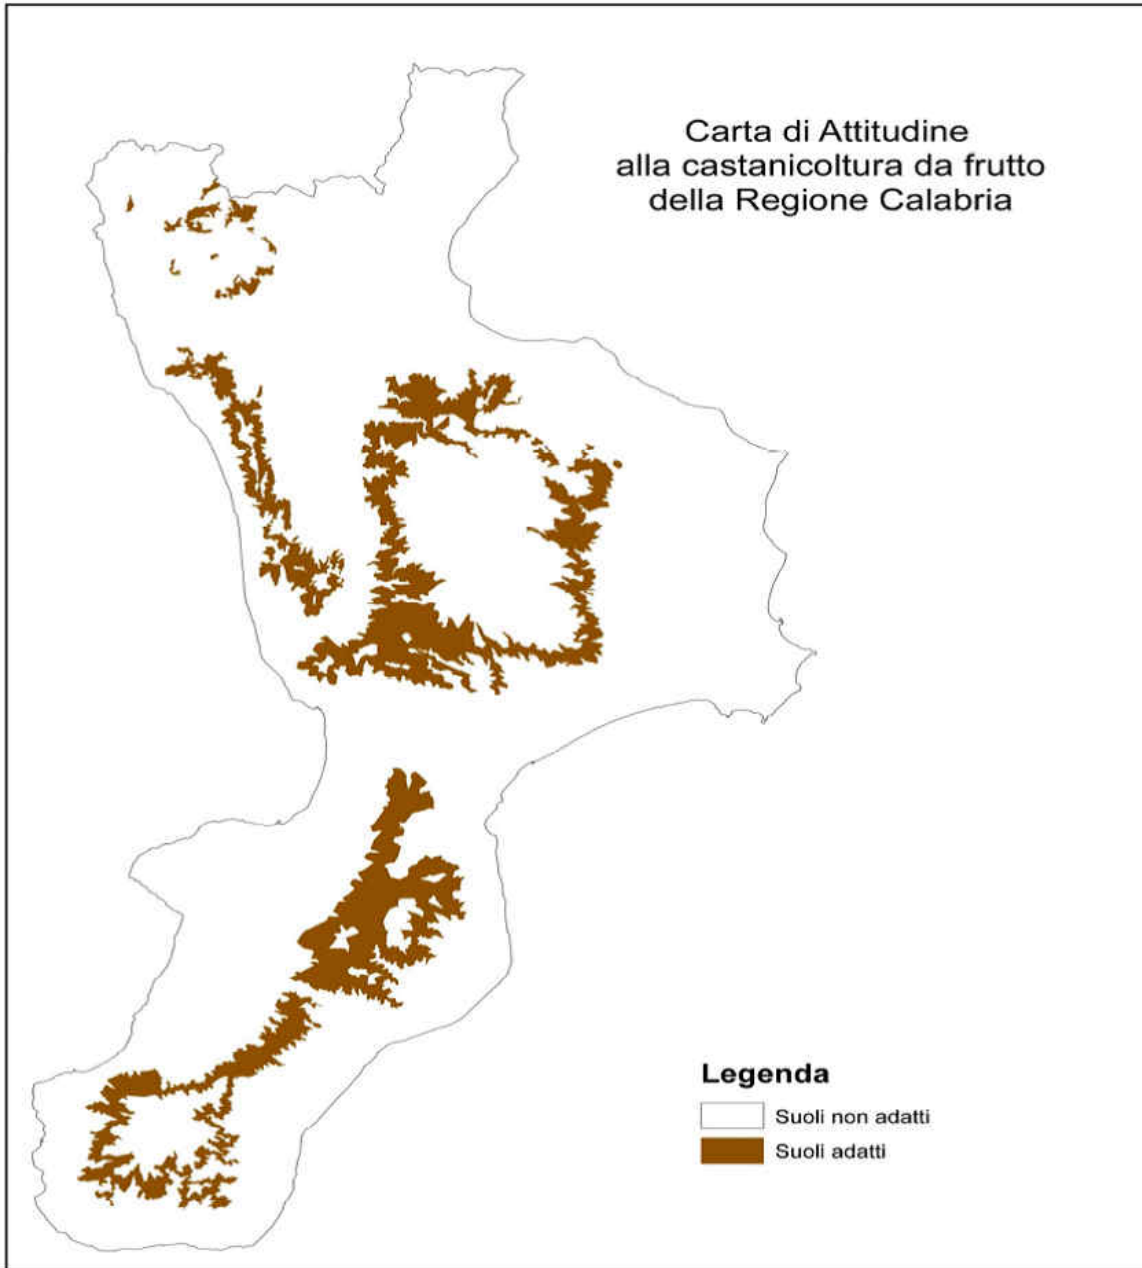 Carta di Attitudine
alla castanicoltura da frutto
della Regione Calabria
Legenda
Suoli non adatti
Suoli adatti